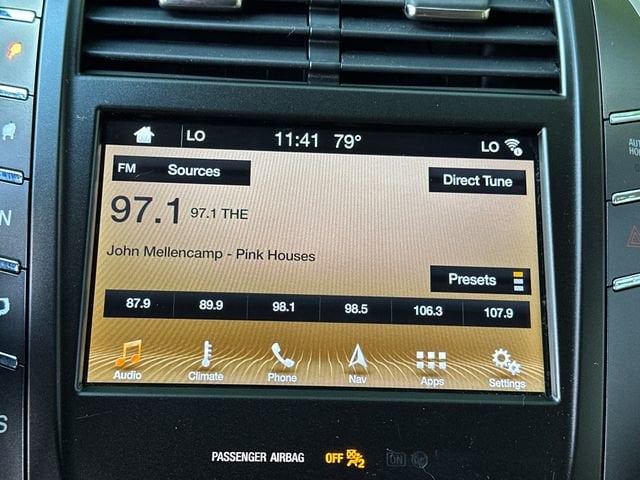 LO 11:41 79° LO
FM Sources
Direct Tune
97.1 97.1 THE
John Mellencamp - Pink Houses
Presets
87.9 89.9 98.1 98.5 106.3 107.9
Audio Climate Phone Nav Apps Settings
PASSENGER AIRBAG OFF 2 ON